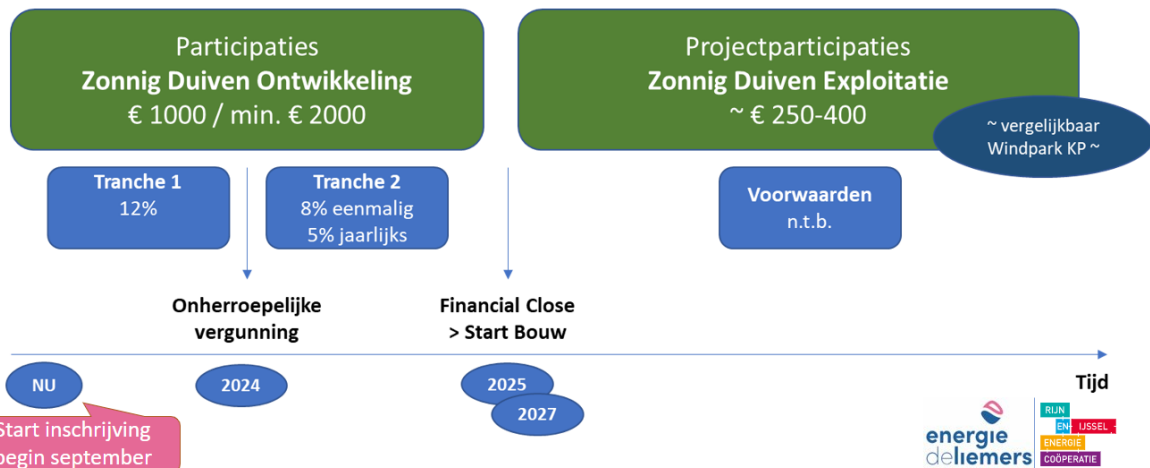 Participaties
Zonnig Duiven Ontwikkeling
€ 1000 / min. € 2000
Projectparticipaties
Zonnig Duiven Exploitatie
~ € 250-400
~ vergelijkbaar
Windpark KP ~
Tranche 1
12%
Tranche 2
8% eenmalig
5% jaarlijks
Voorwaarden
n.t.b.
Onherroepelijke
vergunning
Financial Close
> Start Bouw
NU
2024
2025
2027
Tijd
Start inschrijving
begin september
energie
deliemers
RIJN
EN IJSSEL
ENERGIE
COÖPERATIE